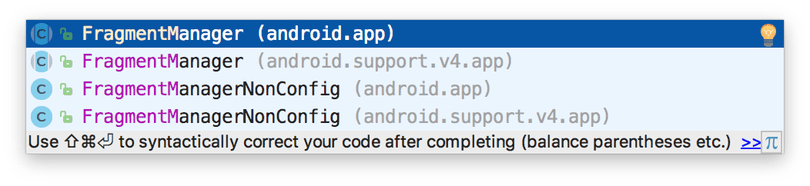 FragmentManager (android.app)
FragmentManager (android.support.v4.app)
FragmentManagerNonConfig (android.app)
FragmentManagerNonConfig (android.support.v4.app)
Use ⇧⌘⏎ to syntactically correct your code after completing (balance parentheses etc.) >> π